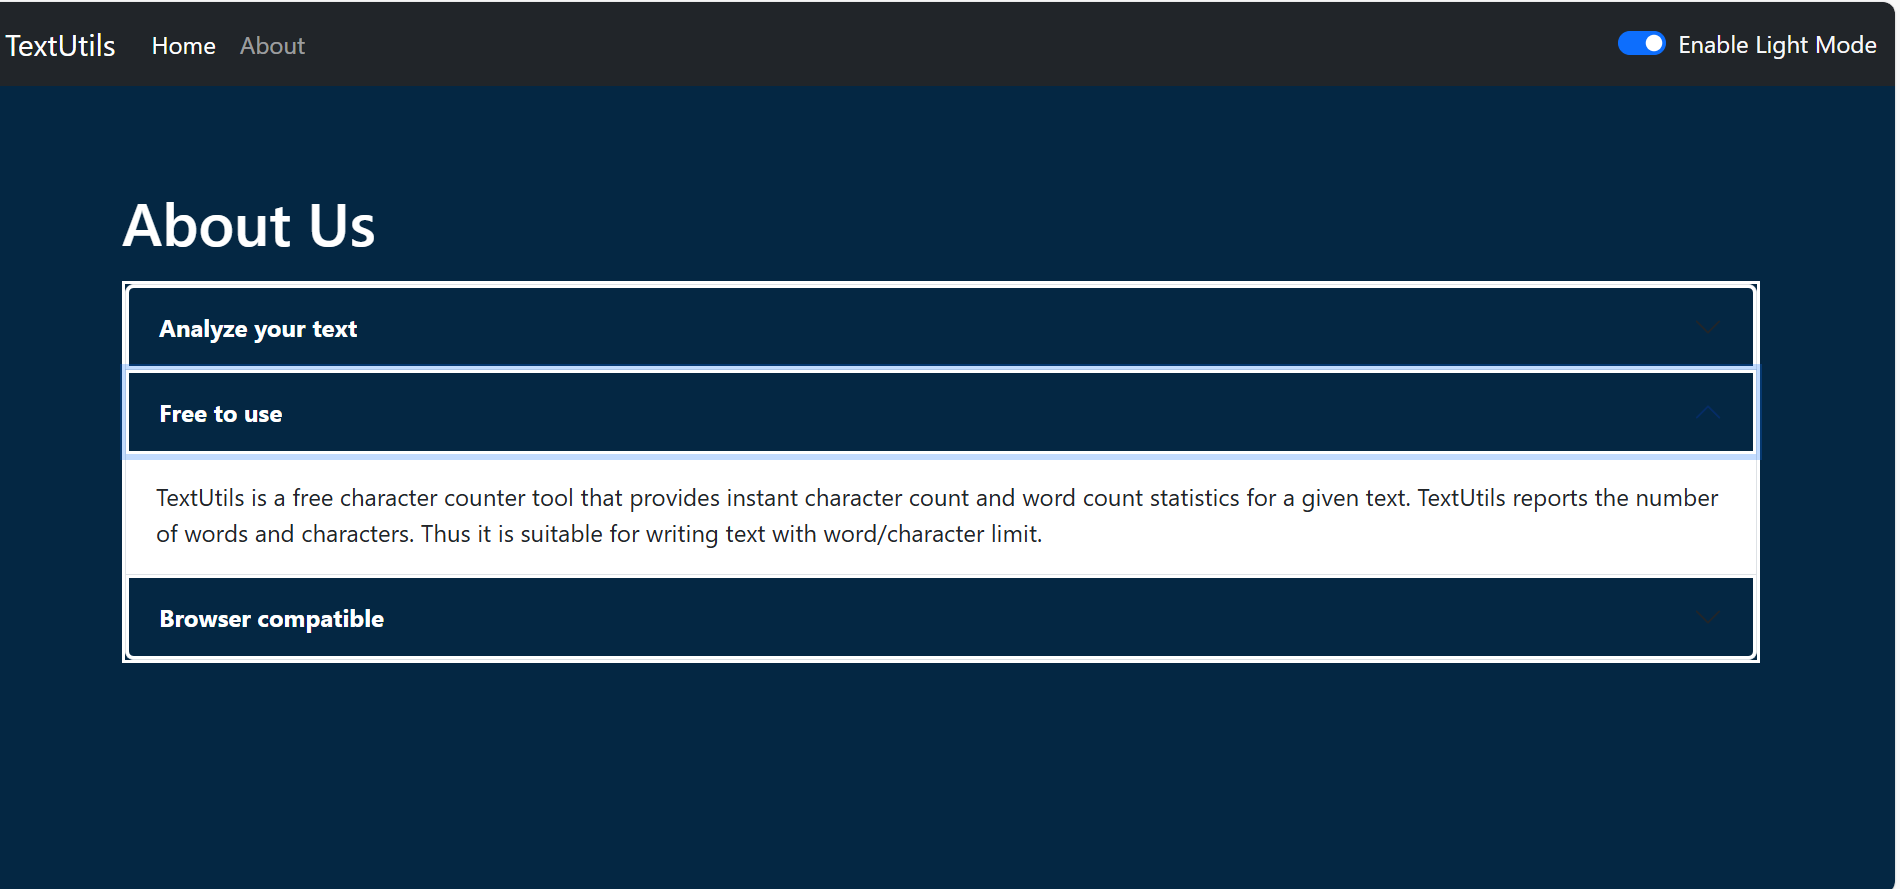 TextUtils Home About Enable Light Mode
About Us
Analyze your text
Free to use
TextUtils is a free character counter tool that provides instant character count and word count statistics for a given text. TextUtils reports the number
of words and characters. Thus it is suitable for writing text with word/character limit.
Browser compatible